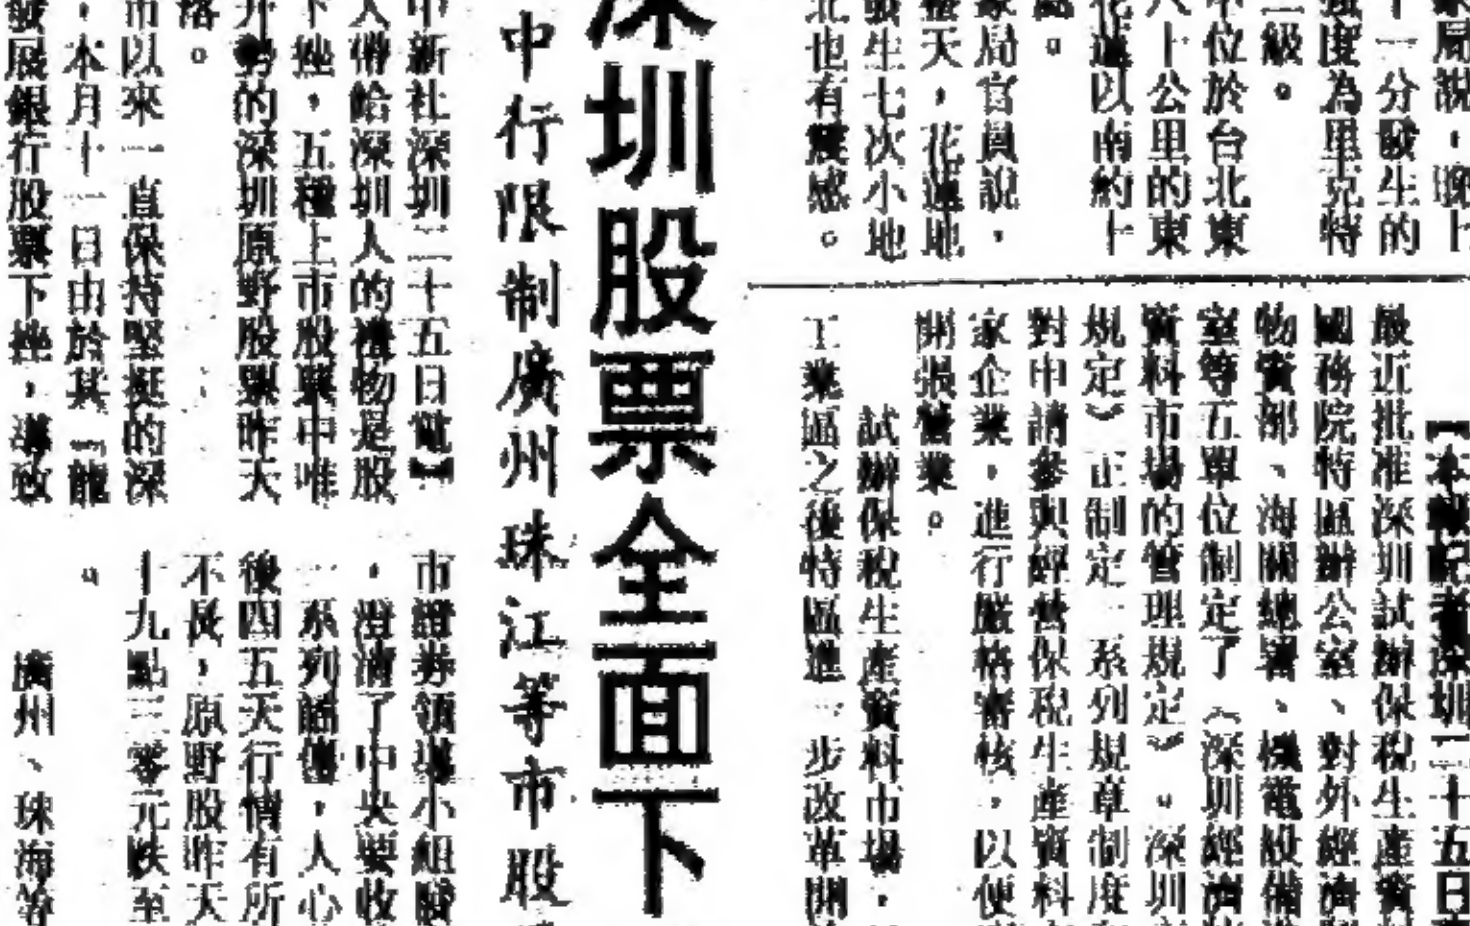 局說，晚上
十一分發生的
強度為里克特
級。
不位於台北東
八十公里的東
花蓮以南約十
家局官員說，
整天，花蓮地
發生七次小地
北也有震感。
【本報記者深圳二十五日
最近批准深圳試辦保稅生產資
國務院特區辦公室、對外經濟
物資部、海關總署、機電設備
室等五單位制定了《深圳經濟
資料市場的管理規定》。深圳
規定》正制定一系列規章制度
對申請參與經營保稅生產資料
家企業，進行嚴格審核，以便
開張營業。
試辦保稅生產資料市場，
工業區之後特區進一步改革開
深圳股票全面下
中行限制廣州珠江等市股
中新社深圳二十五日電】
人帶給深圳人的禮物是股
下挫，五種上市股票中唯
升勢的深圳原野股票昨天
落。
市以來一直保持堅挺的深
，本月十一日由於其「龍
發展銀行股票下挫，導致
市證券領導小組發
，澄清了中央要收
一系列謠傳，人心
後四五天行情有所
不長，原野股昨天
十九點三零元跌至
。
廣州、珠海等